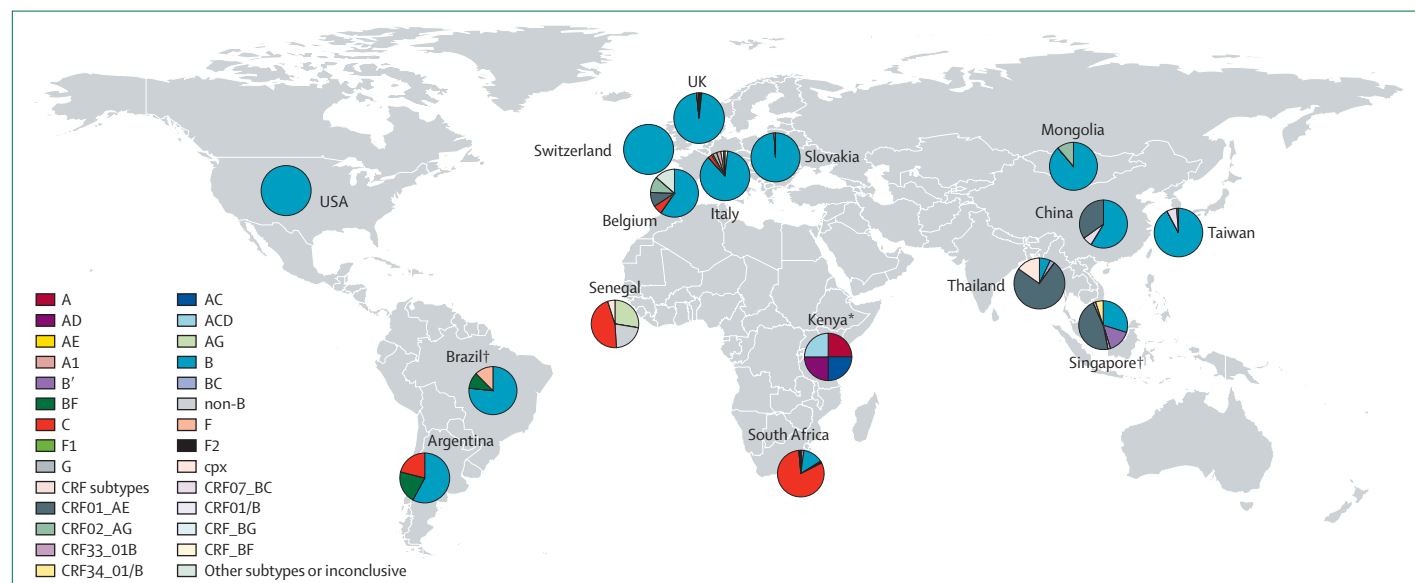 UK
Switzerland
Slovakia
Mongolia
USA
Belgium
Italy
China
Taiwan
Thailand
Senegal
Kenya*
Singapore†
Brazil†
Argentina
South Africa
A
AC
AD
ACD
AE
AG
A1
B
B′
BC
BF
non-B
C
F
F1
F2
G
cpx
CRF subtypes
CRF07_BC
CRF01_AE
CRF01/B
CRF02_AG
CRF_BG
CRF33_01B
CRF_BF
CRF34_01/B
Other subtypes or inconclusive